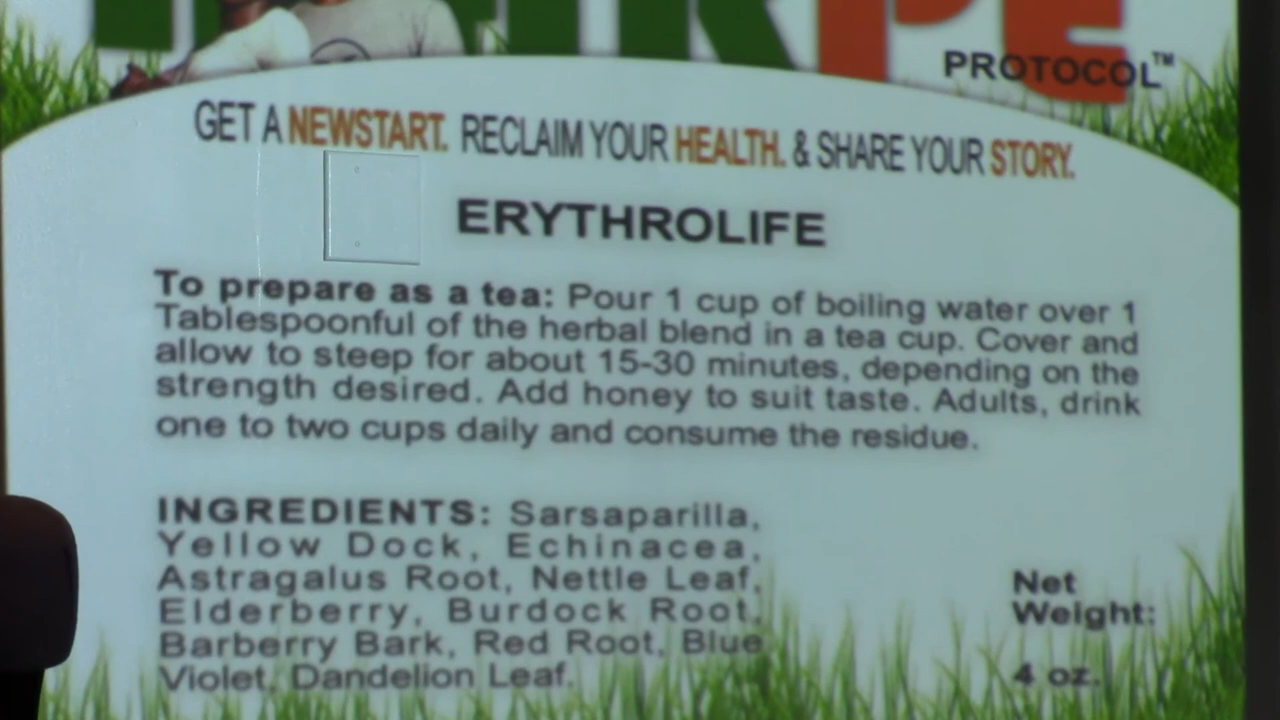 PROTOCOL™
GET A NEWSTART. RECLAIM YOUR HEALTH. & SHARE YOUR STORY.
ERYTHROLIFE
To prepare as a tea: Pour 1 cup of boiling water over 1
Tablespoonful of the herbal blend in a tea cup. Cover and
allow to steep for about 15-30 minutes, depending on the
strength desired. Add honey to suit taste. Adults, drink
one to two cups daily and consume the residue.
INGREDIENTS: Sarsaparilla,
Yellow Dock, Echinacea,
Astragalus Root, Nettle Leaf,
Elderberry, Burdock Root,
Barberry Bark, Red Root, Blue
Violet, Dandelion Leaf.
Net
Weight:
4 oz.